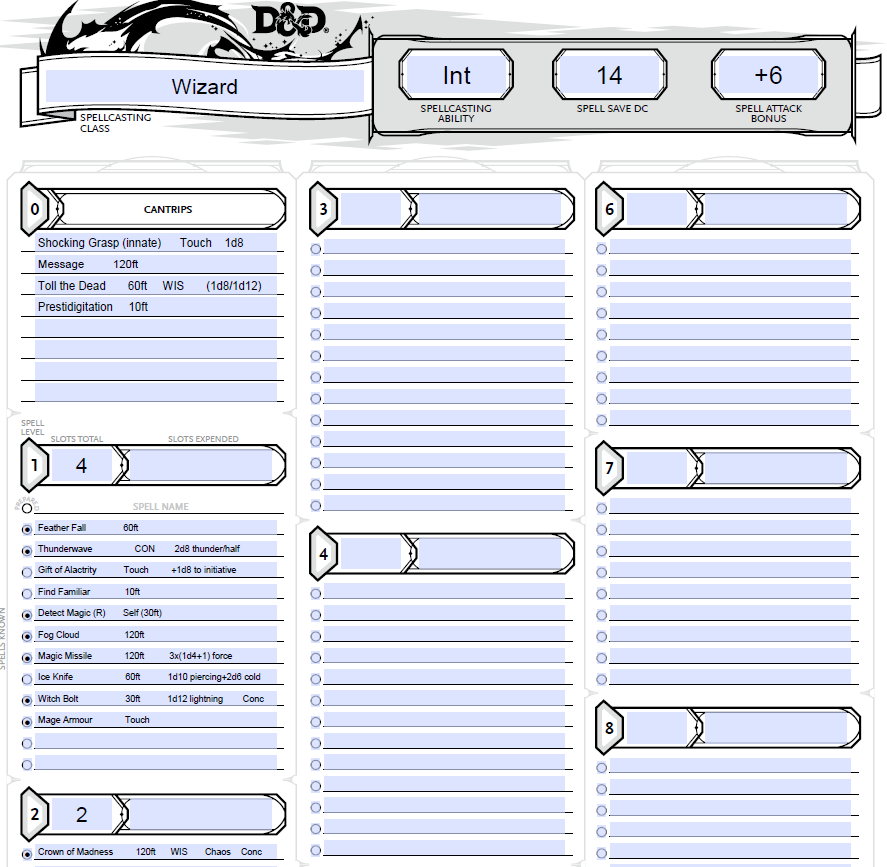 D&D®
Wizard
SPELLCASTING
CLASS
Int
SPELLCASTING
ABILITY
14
SPELL SAVE DC
+6
SPELL ATTACK
BONUS
0 CANTRIPS
Shocking Grasp (innate) Touch 1d8
Message 120ft
Toll the Dead 60ft WIS (1d8/1d12)
Prestidigitation 10ft
SPELL
LEVEL
SLOTS TOTAL SLOTS EXPENDED
1 4
PREPARED
SPELL NAME
Feather Fall 60ft
Thunderwave CON 2d8 thunder/half
Gift of Alactrity Touch +1d8 to initiative
Find Familiar 10ft
Detect Magic (R) Self (30ft)
Fog Cloud 120ft
Magic Missile 120ft 3x(1d4+1) force
Ice Knife 60ft 1d10 piercing+2d6 cold
Witch Bolt 30ft 1d12 lightning Conc
Mage Armour Touch
SPELLS KNOWN
2 2
Crown of Madness 120ft WIS Chaos Conc
3
4
6
7
8